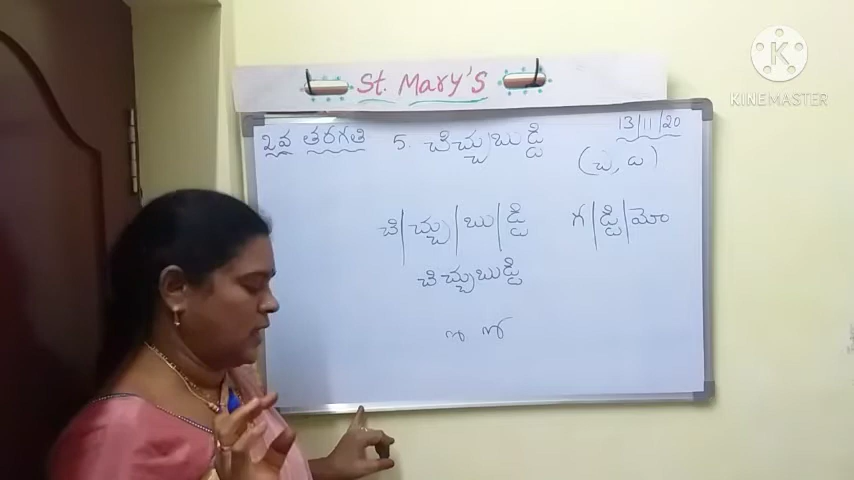 St. Mary's
13/11/20
2వ తరగతి 5. చిచ్చుబుడ్డి
(చ, డ)
చి|చ్చు|బు|డ్డి గ|డ్డి|మో
చిచ్చుబుడ్డి
KINEMASTER